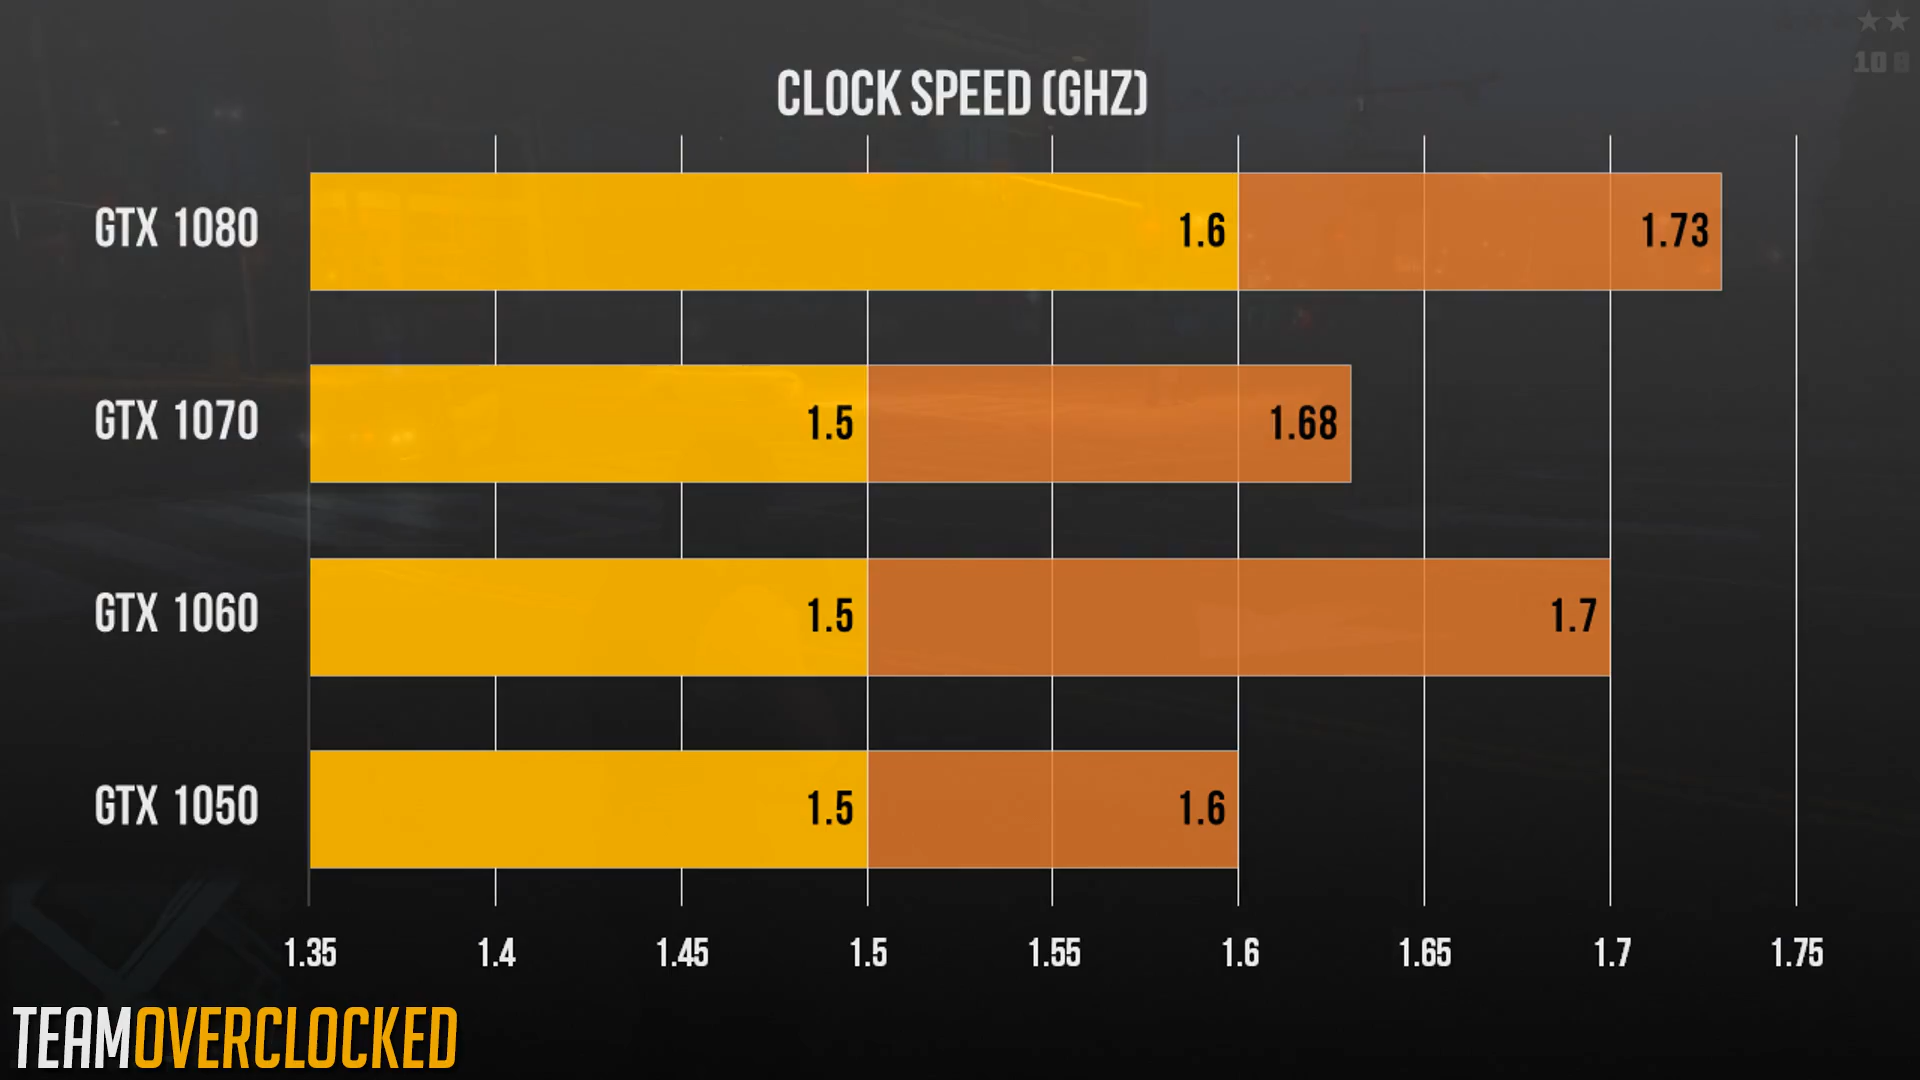 CLOCK SPEED (GHZ)
GTX 1080 1.6 1.73
GTX 1070 1.5 1.68
GTX 1060 1.5 1.7
GTX 1050 1.5 1.6
1.35 1.4 1.45 1.5 1.55 1.6 1.65 1.7 1.75
TEAMOVERCLOCKED